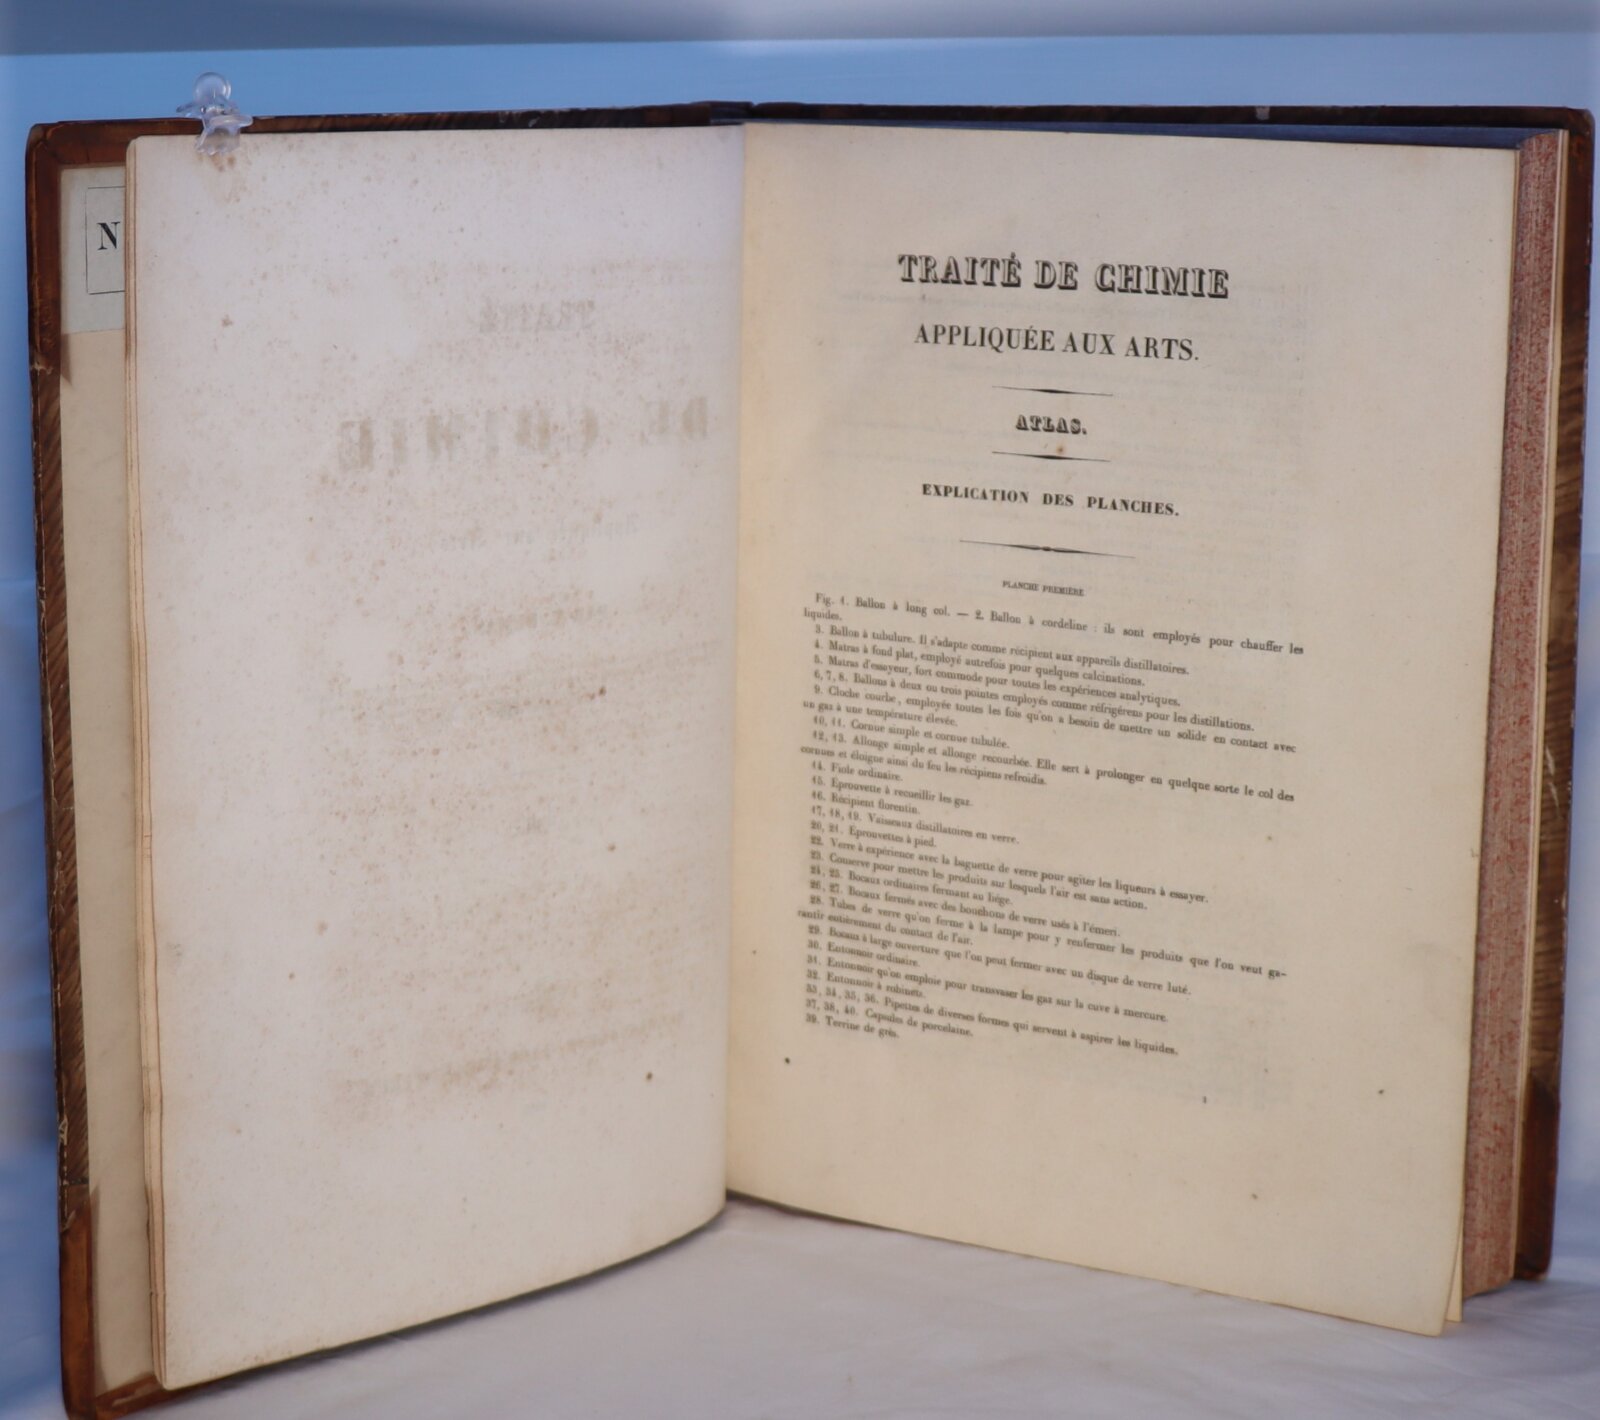 N
TRAITÉ DE CHIMIE
APPLIQUÉE AUX ARTS.
ATLAS.
EXPLICATION DES PLANCHES.
PLANCHE PREMIÈRE
Fig. 1. Ballon à long col. — 2. Ballon à cordeline : ils sont employés pour chauffer les
liquides.
3. Ballon à tubulure. Il s'adapte comme récipient aux appareils distillatoires.
4. Matras à fond plat, employé autrefois pour quelques calcinations.
5. Matras d'essayeur, fort commode pour toutes les expériences analytiques.
6, 7, 8. Ballons à deux ou trois pointes employés comme réfrigérens pour les distillations.
9. Cloche courbe, employée toutes les fois qu'on a besoin de mettre un solide en contact avec
un gaz à une température élevée.
10, 11. Cornue simple et cornue tubulée.
12, 13. Allonge simple et allonge recourbée. Elle sert à prolonger en quelque sorte le col des
cornues et éloigne ainsi du feu les récipiens refroidis.
14. Fiole ordinaire.
15. Éprouvette à recueillir les gaz.
16. Récipient florentin.
17, 18, 19. Vaisseaux distillatoires en verre.
20, 21. Éprouvettes à pied.
22. Verre à expérience avec la baguette de verre pour agiter les liqueurs à essayer.
23. Conserve pour mettre les produits sur lesquels l'air est sans action.
24, 25. Bocaux ordinaires fermant au liége.
26, 27. Bocaux fermés avec des bouchons de verre usés à l'émeri.
28. Tubes de verre qu'on ferme à la lampe pour y renfermer les produits que l'on veut ga-
rantir entièrement du contact de l'air.
29. Bocaux à large ouverture que l'on peut fermer avec un disque de verre luté.
30. Entonnoir ordinaire.
31. Entonnoir qu'on emploie pour transvaser les gaz sur la cuve à mercure.
32. Entonnoir à robinets.
33, 34, 35, 36. Pipettes de diverses formes qui servent à aspirer les liquides.
37, 38, 40. Capsules de porcelaine.
39. Terrine de grès.
1